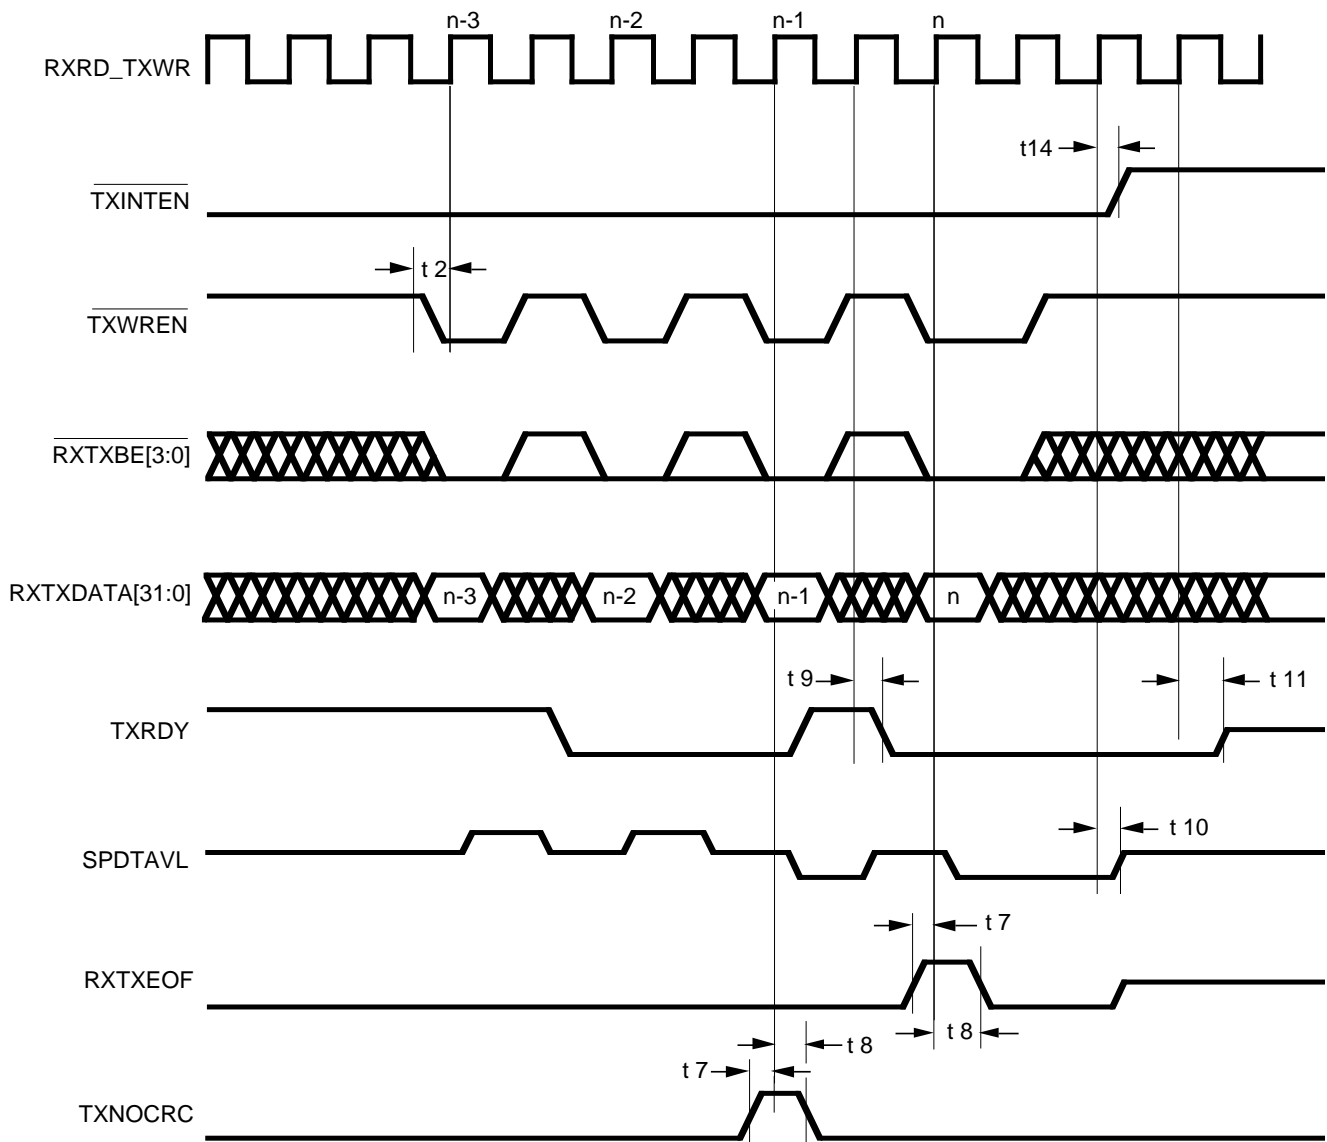 n-3 n-2 n-1 n
RXRD_TXWR
t14
TXINTEN
t 2
TXWREN
RXTXBE[3:0]
RXTXDATA[31:0] n-3 n-2 n-1 n
t 9 t 11
TXRDY
t 10
SPDTAVL
t 7
RXTXEOF
t 8 t 8
t 7
TXNOCRC